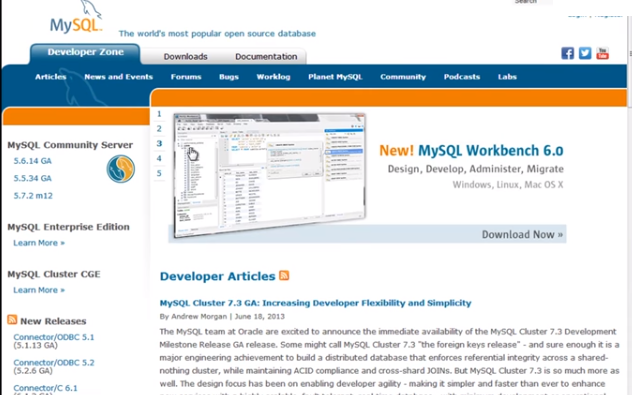 Search
MySQL
The world's most popular open source database
Developer Zone
Downloads
Documentation
Articles
News and Events
Forums
Bugs
Worklog
Planet MySQL
Community
Podcasts
Labs
MySQL Community Server
5.6.14 GA
5.5.34 GA
5.7.2 m12
MySQL Enterprise Edition
Learn More »
MySQL Cluster CGE
Learn More »
New Releases
Connector/ODBC 5.1
(5.1.13 GA)
Connector/ODBC 5.2
(5.2.6 GA)
Connector/C 6.1
1
2
3
4
5
New! MySQL Workbench 6.0
Design, Develop, Administer, Migrate
Windows, Linux, Mac OS X
Download Now »
Developer Articles
MySQL Cluster 7.3 GA: Increasing Developer Flexibility and Simplicity
By Andrew Morgan | June 18, 2013
The MySQL team at Oracle are excited to announce the immediate availability of the MySQL Cluster 7.3 Development
Milestone Release GA release. Some might call MySQL Cluster 7.3 "the foreign keys release" - and sure enough it is a
major engineering achievement to build a distributed database that enforces referential integrity across a shared-
nothing cluster, while maintaining ACID compliance and cross-shard JOINs. But MySQL Cluster 7.3 is so much more as
well. The design focus has been on enabling developer agility - making it simpler and faster than ever to enhance